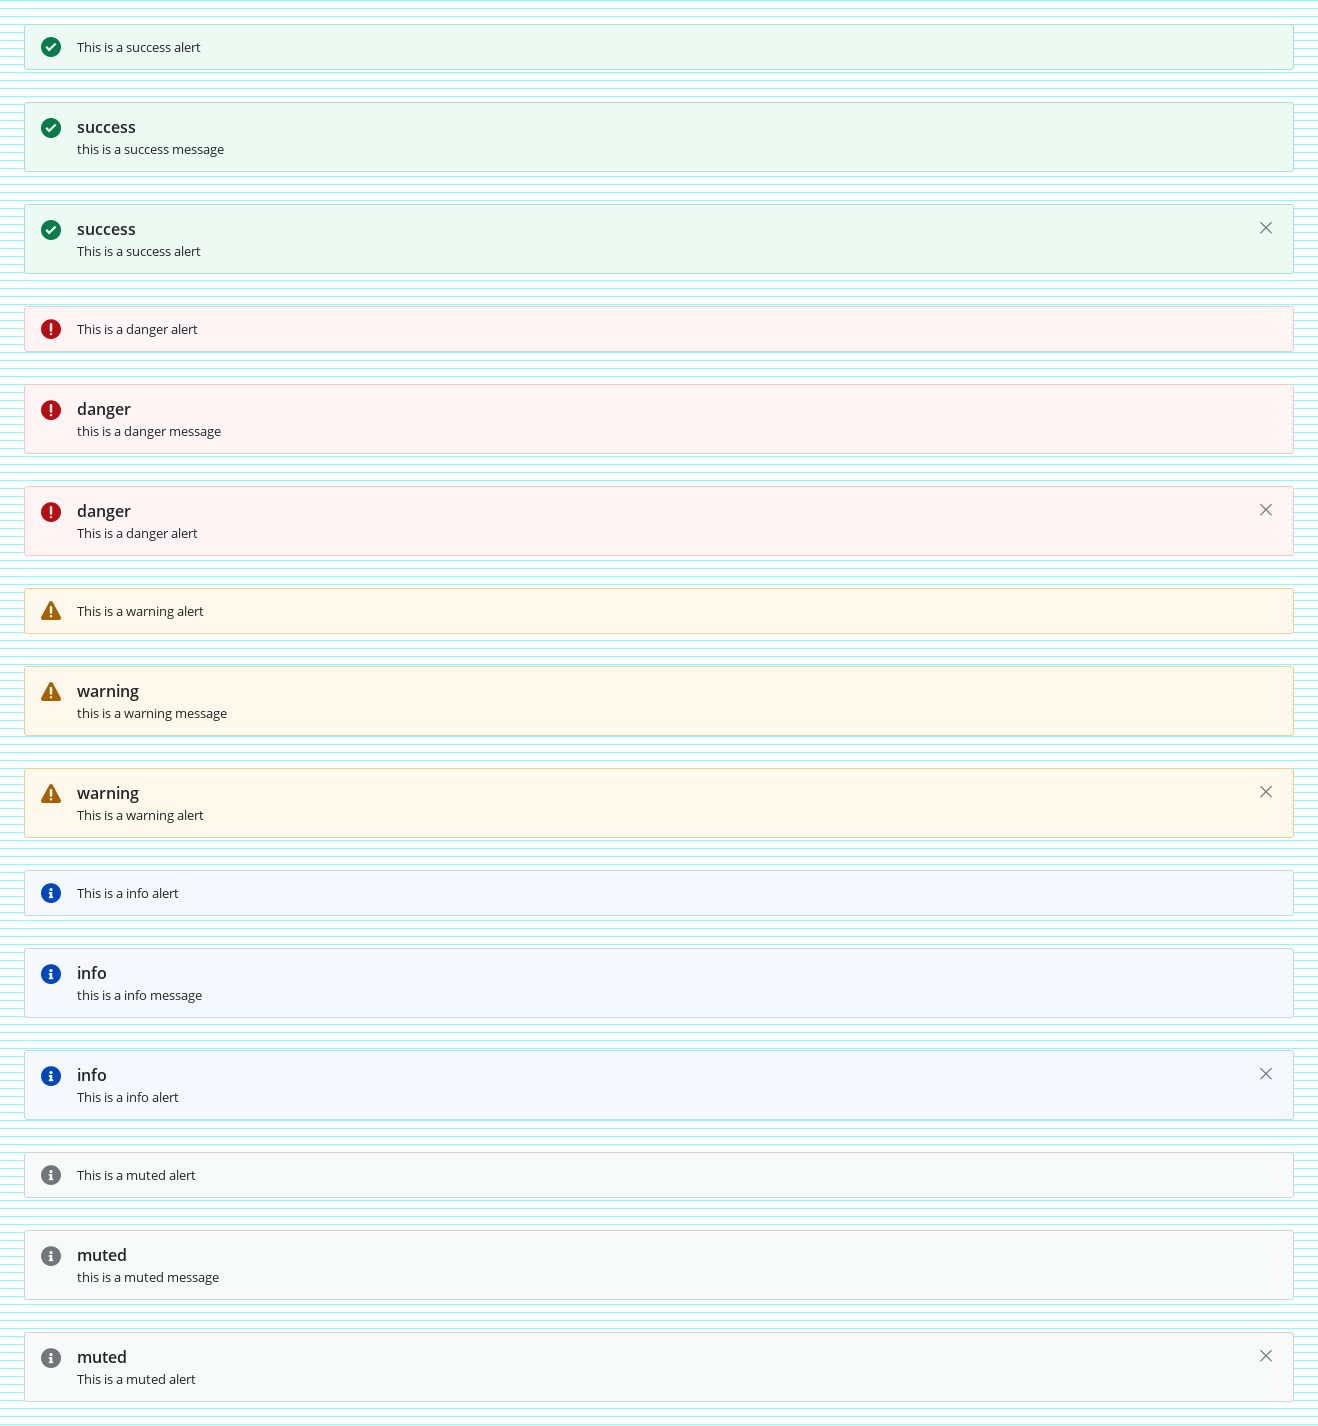 This is a success alert
success
this is a success message
success
This is a success alert
This is a danger alert
danger
this is a danger message
danger
This is a danger alert
This is a warning alert
warning
this is a warning message
warning
This is a warning alert
This is a info alert
info
this is a info message
info
This is a info alert
This is a muted alert
muted
this is a muted message
muted
This is a muted alert